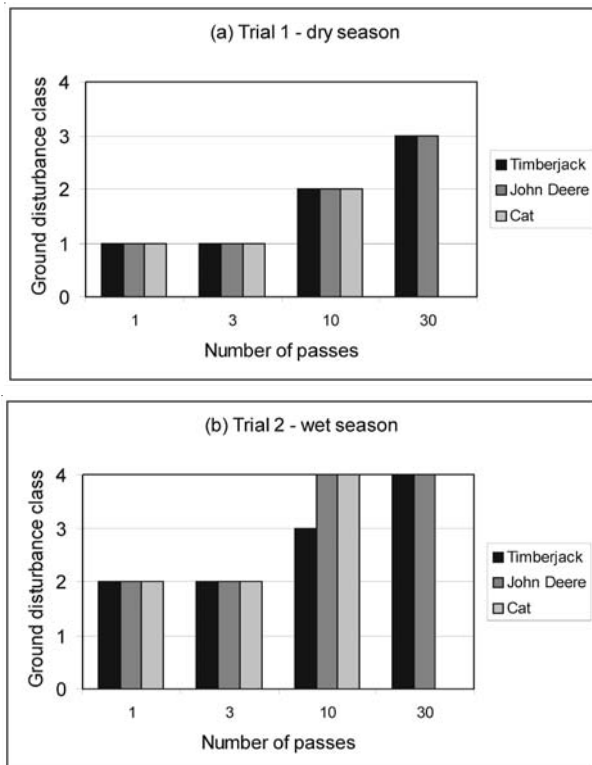 (a) Trial 1 - dry season
Ground disturbance class
4
3
2
1
0
1 3 10 30
Number of passes
Timberjack
John Deere
Cat
(b) Trial 2 - wet season
Ground disturbance class
4
3
2
1
0
1 3 10 30
Number of passes
Timberjack
John Deere
Cat